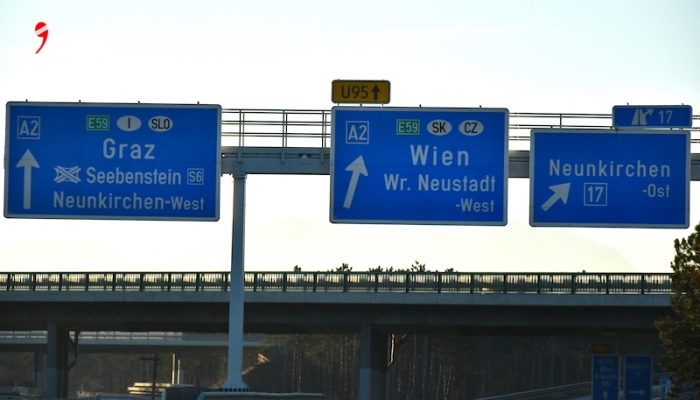 A2 E59 I SLO
Graz
Seebenstein S6
Neunkirchen-West
U95
A2 E59 SK CZ
Wien
Wr. Neustadt
-West
17
Neunkirchen
17 -Ost